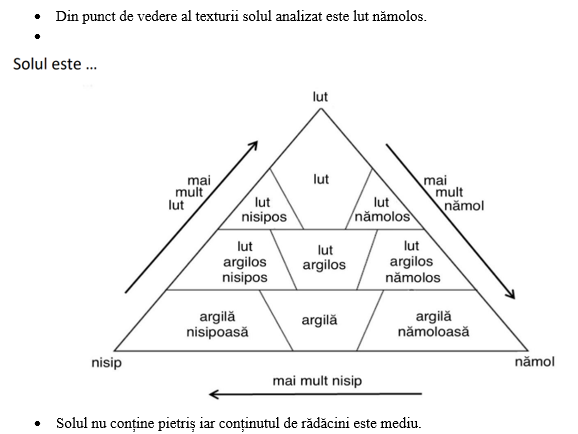 Din punct de vedere al texturii solul analizat este lut nămolos.
Solul este ...
lut
mai
mult
lut
lut
mai
mult
nămol
lut
nisipos
lut
nămolos
lut
argilos
nisipos
lut
argilos
lut
argilos
nămolos
argilă
nisipoasă
argilă
argilă
nămoloasă
nisip
nămol
mai mult nisip
Solul nu conține pietriș iar conținutul de rădăcini este mediu.